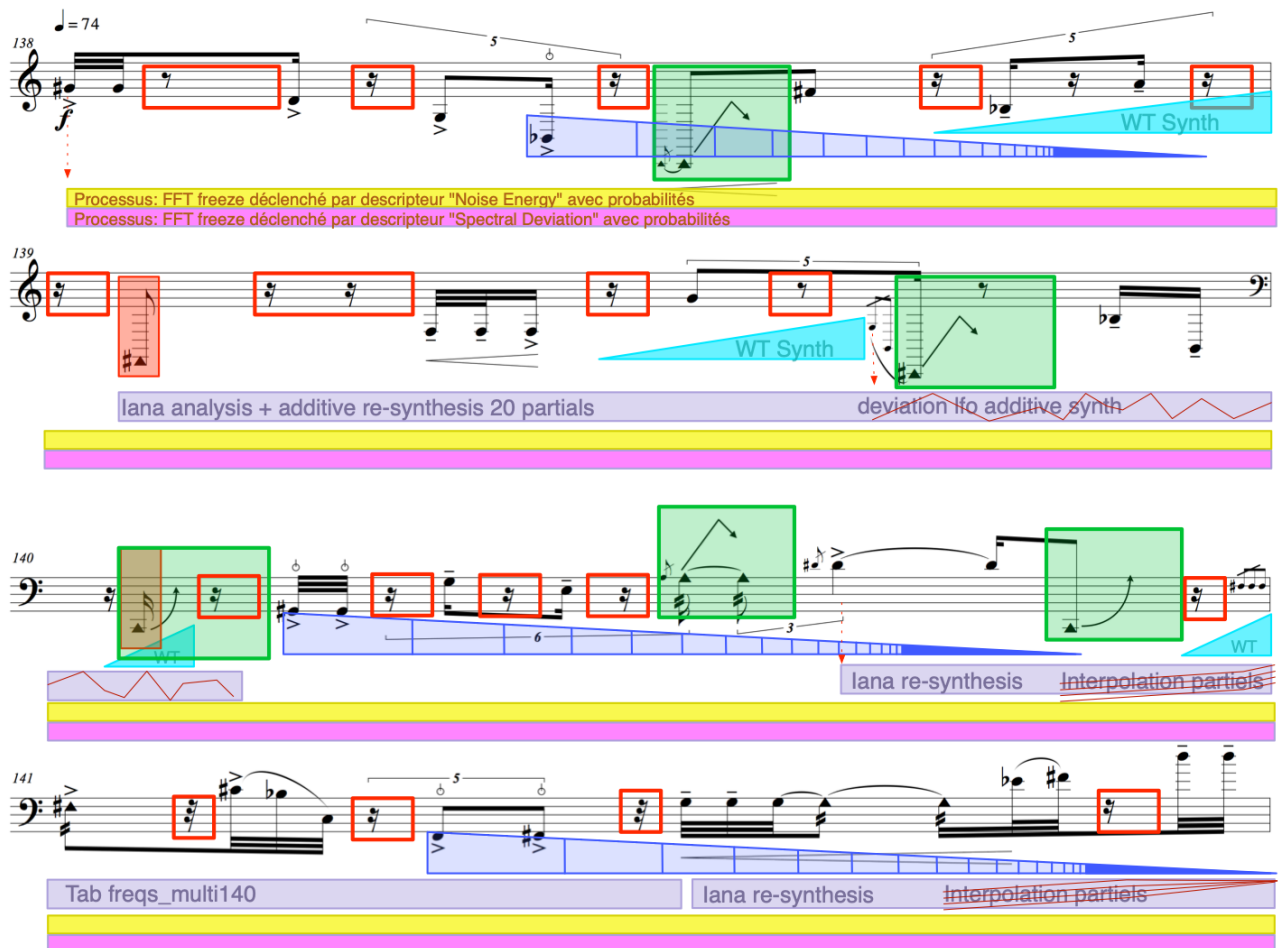 ♩ = 74
138
5
5
f
WT Synth
Processus: FFT freeze déclenché par descripteur "Noise Energy" avec probabilités
Processus: FFT freeze déclenché par descripteur "Spectral Deviation" avec probabilités
139
5
WT Synth
Iana analysis + additive re-synthesis 20 partials
deviation lfo additive synth
140
WT
6
3
WT
Iana re-synthesis
Interpolation partiels
141
5
Tab freqs_multi140
Iana re-synthesis
Interpolation partiels